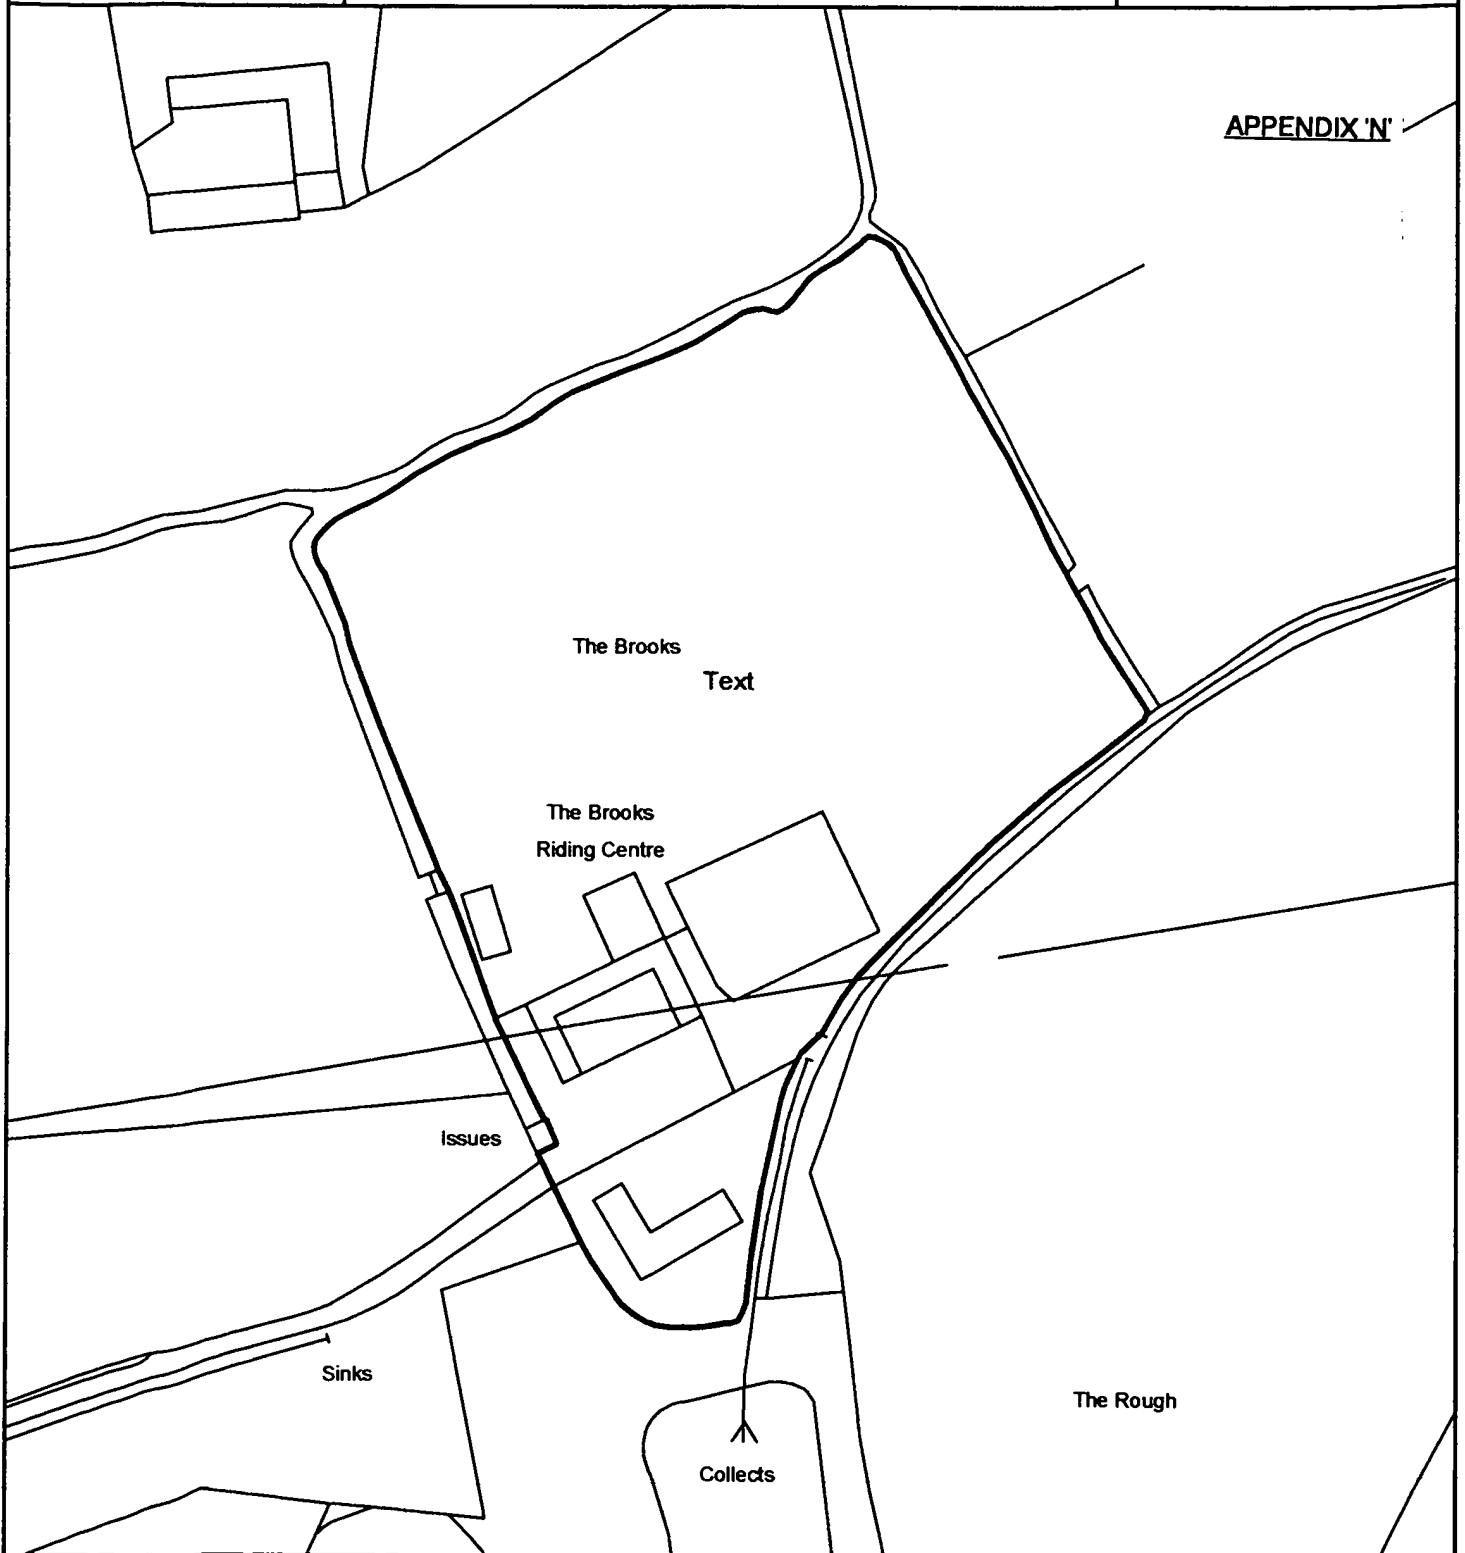 APPENDIX 'N'
The Brooks
Text
The Brooks
Riding Centre
Issues
Sinks
The Rough
Collects